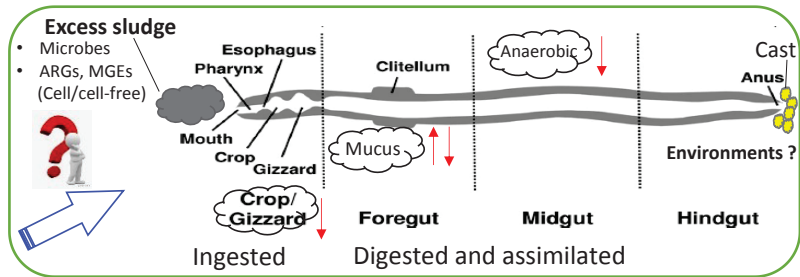 Excess sludge
• Microbes
• ARGs, MGEs
(Cell/cell-free)
Esophagus
Pharynx
Mouth
Crop
Gizzard
Crop/
Gizzard
Ingested
Clitellum
Mucus
Foregut
Digested and assimilated
Anaerobic
Midgut
Cast
Anus
Environments ?
Hindgut